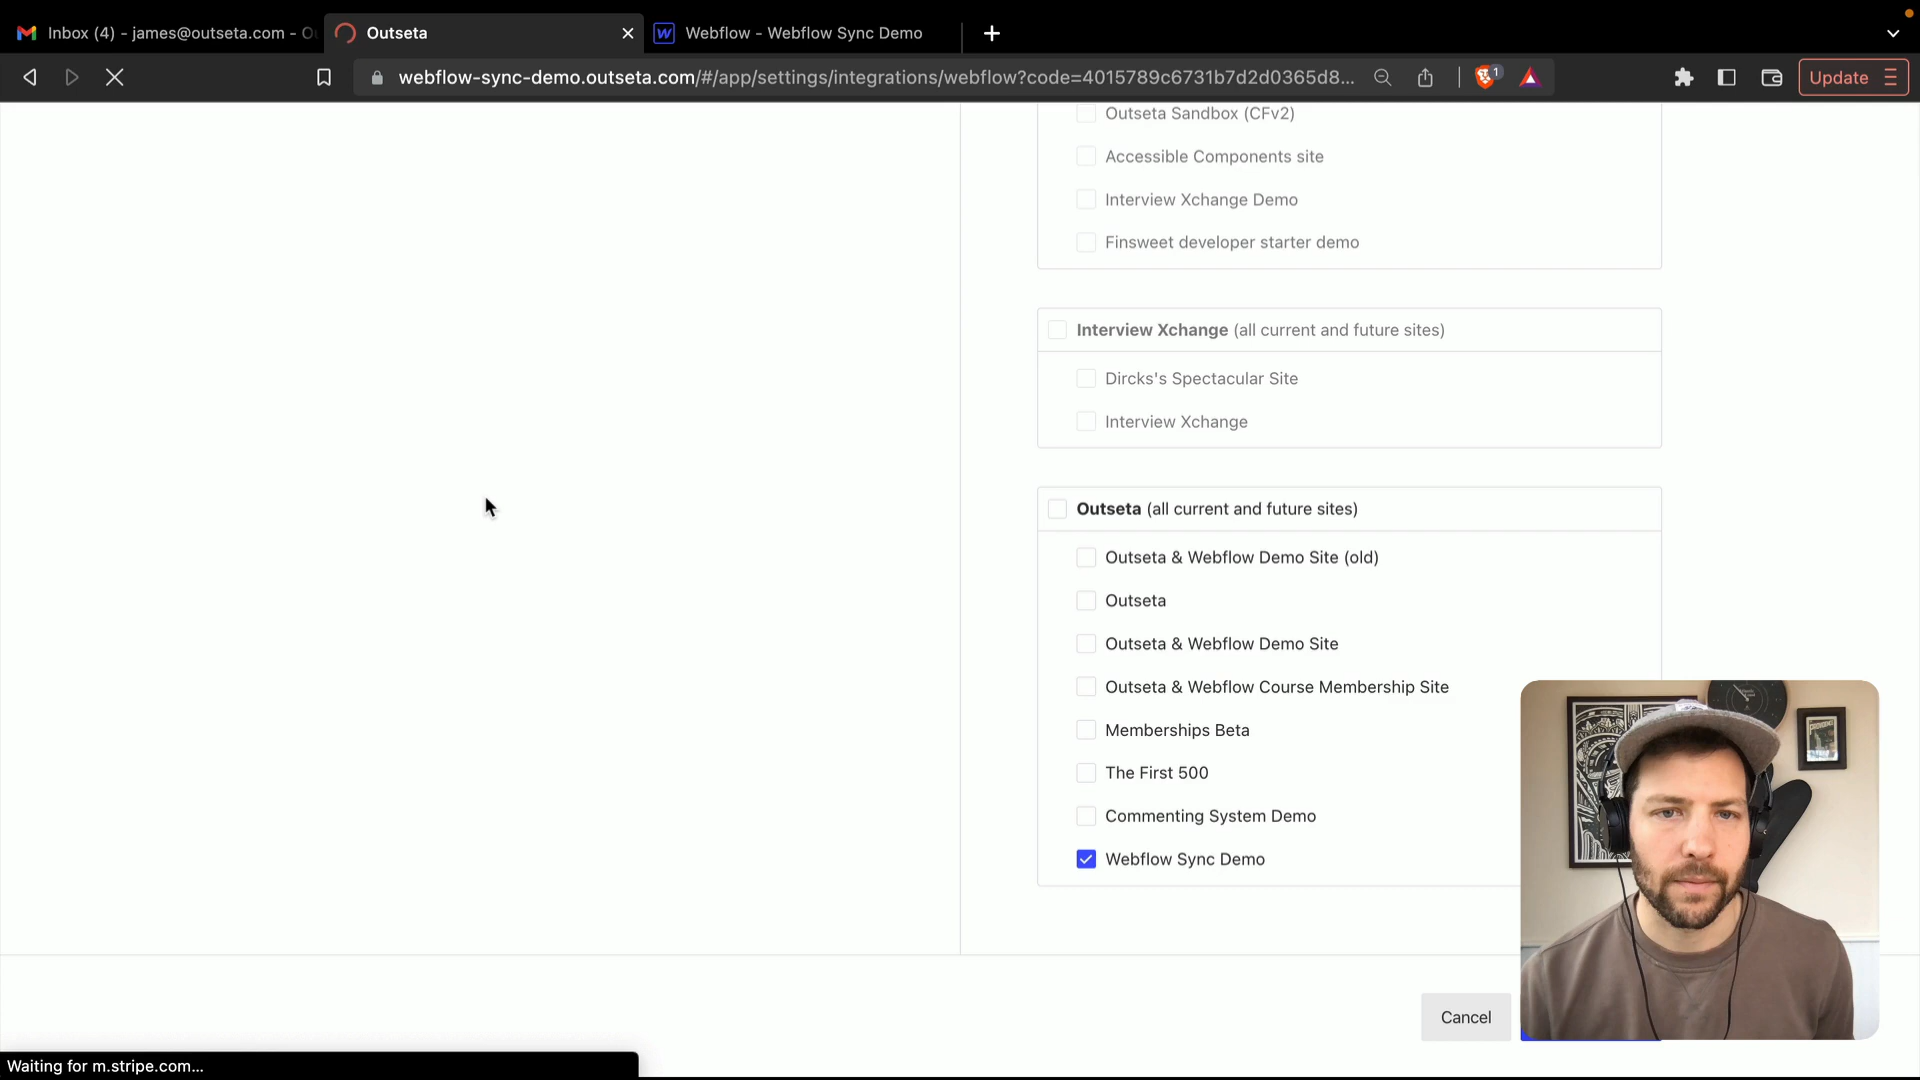 Inbox (4) - james@outseta.com - Ou
Outseta
Webflow - Webflow Sync Demo
webflow-sync-demo.outseta.com/#/app/settings/integrations/webflow?code=4015789c6731b7d2d0365d8...
1
Update
Outseta Sandbox (CFv2)
Accessible Components site
Interview Xchange Demo
Finsweet developer starter demo
Interview Xchange (all current and future sites)
Dircks's Spectacular Site
Interview Xchange
Outseta (all current and future sites)
Outseta & Webflow Demo Site (old)
Outseta
Outseta & Webflow Demo Site
Outseta & Webflow Course Membership Site
Memberships Beta
The First 500
Commenting System Demo
Webflow Sync Demo
Cancel
Waiting for m.stripe.com...